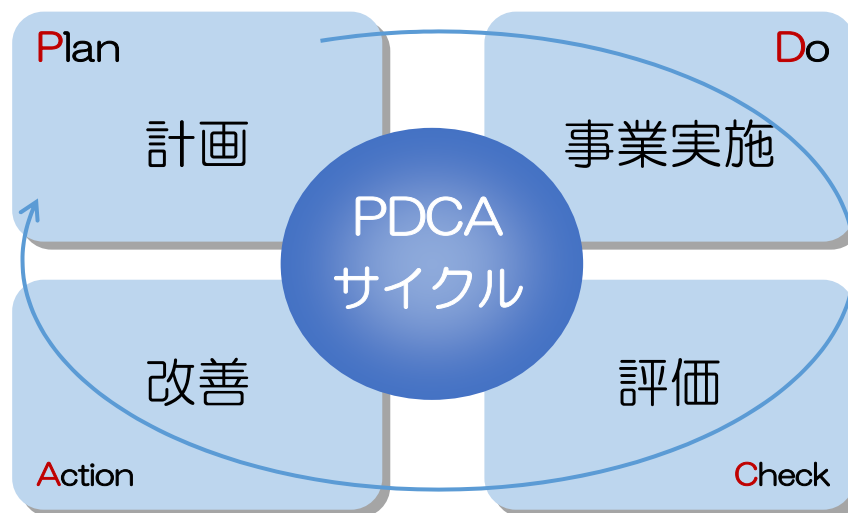 Plan
計画
Do
事業実施
PDCA
サイクル
改善
Action
評価
Check